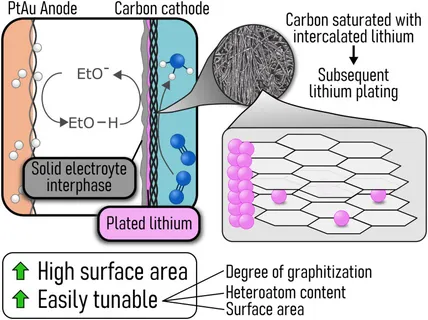 PtAu Anode
Carbon cathode
EtO-
EtO-H
Solid electroyte
interphase
Plated lithium
Carbon saturated with
intercalated lithium
Subsequent
lithium plating
High surface area
Easily tunable
Degree of graphitization
Heteroatom content
Surface area